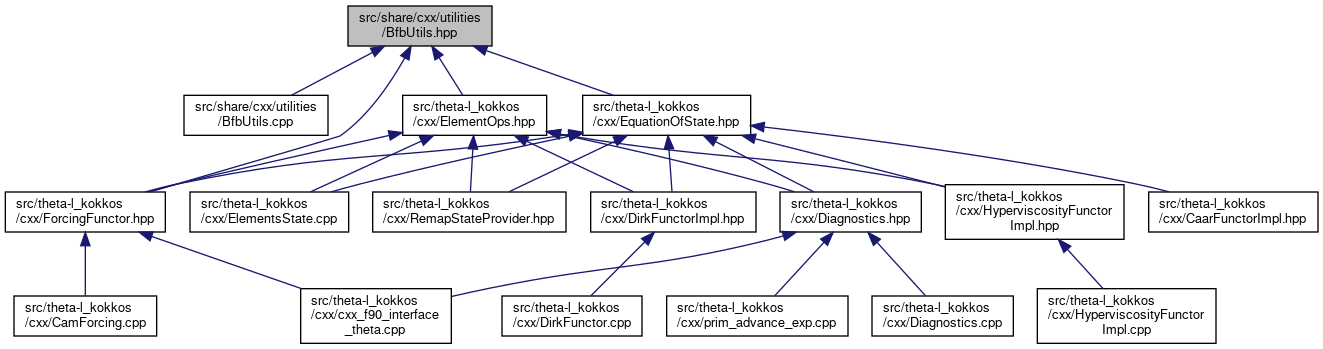 src/share/cxx/utilities
/BfbUtils.hpp
src/share/cxx/utilities
/BfbUtils.cpp
src/theta-l_kokkos
/cxx/ElementOps.hpp
src/theta-l_kokkos
/cxx/EquationOfState.hpp
src/theta-l_kokkos
/cxx/ForcingFunctor.hpp
src/theta-l_kokkos
/cxx/ElementsState.cpp
src/theta-l_kokkos
/cxx/RemapStateProvider.hpp
src/theta-l_kokkos
/cxx/DirkFunctorImpl.hpp
src/theta-l_kokkos
/cxx/Diagnostics.hpp
src/theta-l_kokkos
/cxx/HyperviscosityFunctor
Impl.hpp
src/theta-l_kokkos
/cxx/CaarFunctorImpl.hpp
src/theta-l_kokkos
/cxx/CamForcing.cpp
src/theta-l_kokkos
/cxx/cxx_f90_interface
_theta.cpp
src/theta-l_kokkos
/cxx/DirkFunctor.cpp
src/theta-l_kokkos
/cxx/prim_advance_exp.cpp
src/theta-l_kokkos
/cxx/Diagnostics.cpp
src/theta-l_kokkos
/cxx/HyperviscosityFunctor
Impl.cpp